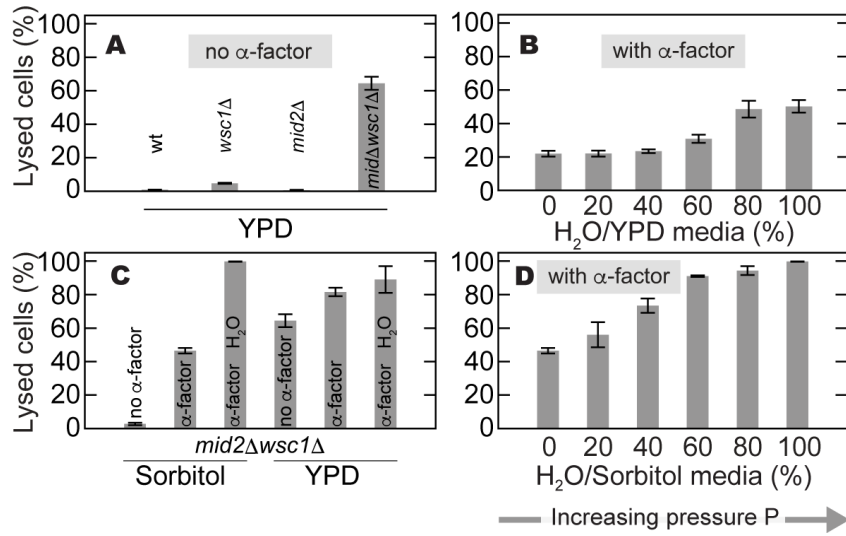 A
no α-factor
Lysed cells (%)
100
80
60
40
20
0
wt
wsc1Δ
mid2Δ
midΔwsc1Δ
YPD
B
with α-factor
100
80
60
40
20
0
0 20 40 60 80 100
H₂O/YPD media (%)
C
Lysed cells (%)
100
80
60
40
20
0
no α-factor
α-factor
α-factor H₂O
no α-factor
α-factor
α-factor H₂O
mid2Δwsc1Δ
Sorbitol YPD
D
with α-factor
100
80
60
40
20
0
0 20 40 60 80 100
H₂O/Sorbitol media (%)
Increasing pressure P